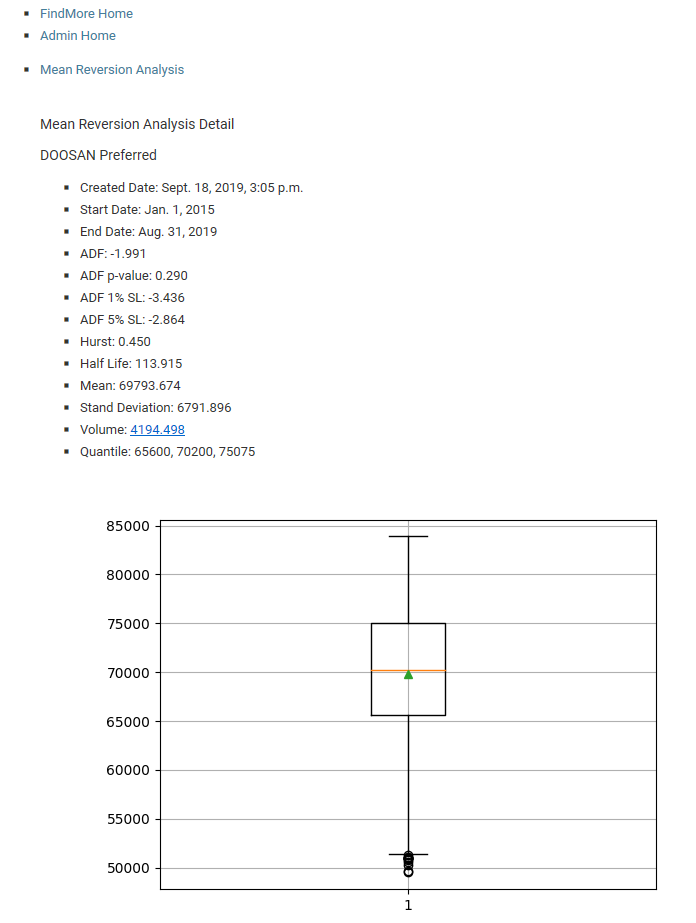 FindMore Home
Admin Home
Mean Reversion Analysis
Mean Reversion Analysis Detail
DOOSAN Preferred
Created Date: Sept. 18, 2019, 3:05 p.m.
Start Date: Jan. 1, 2015
End Date: Aug. 31, 2019
ADF: -1.991
ADF p-value: 0.290
ADF 1% SL: -3.436
ADF 5% SL: -2.864
Hurst: 0.450
Half Life: 113.915
Mean: 69793.674
Stand Deviation: 6791.896
Volume: 4194.498
Quantile: 65600, 70200, 75075
85000
80000
75000
70000
65000
60000
55000
50000
1